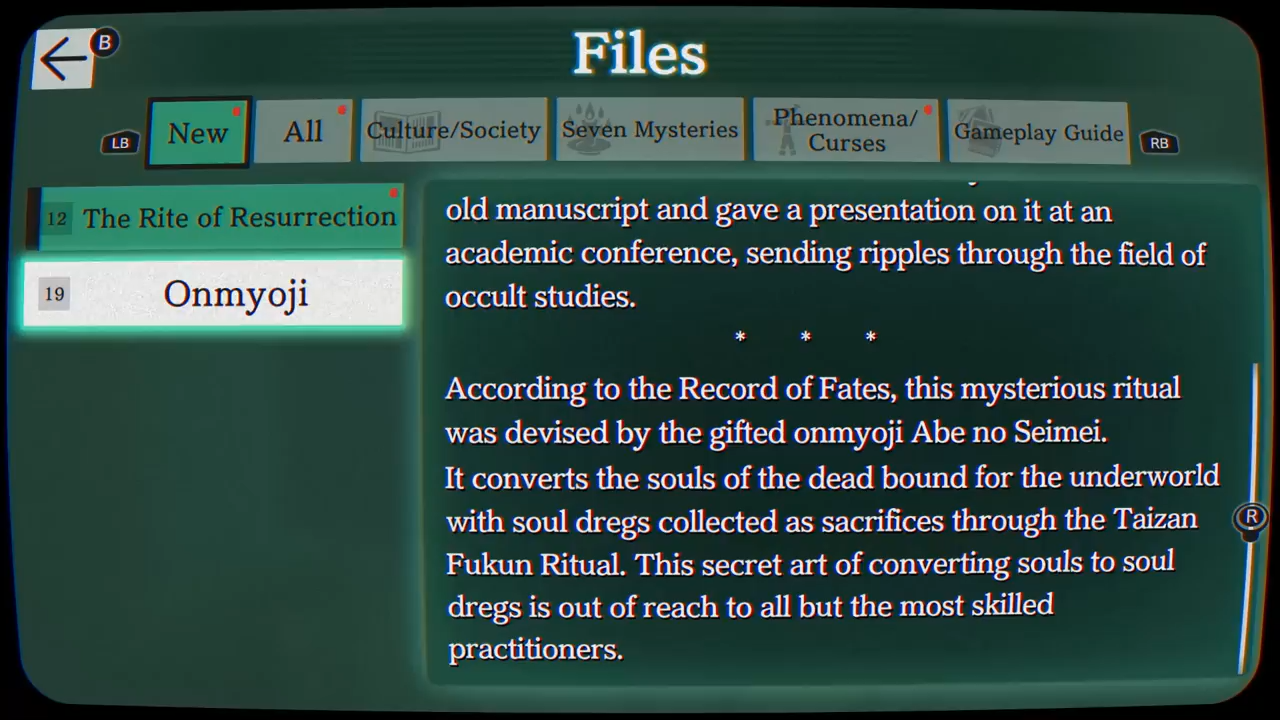 B
Files
LB
New
All
Culture/Society
Seven Mysteries
Phenomena/
Curses
Gameplay Guide
RB
12 The Rite of Resurrection
19 Onmyoji
old manuscript and gave a presentation on it at an
academic conference, sending ripples through the field of
occult studies.
* * *
According to the Record of Fates, this mysterious ritual
was devised by the gifted onmyoji Abe no Seimei.
It converts the souls of the dead bound for the underworld
with soul dregs collected as sacrifices through the Taizan
Fukun Ritual. This secret art of converting souls to soul
dregs is out of reach to all but the most skilled
practitioners.
R